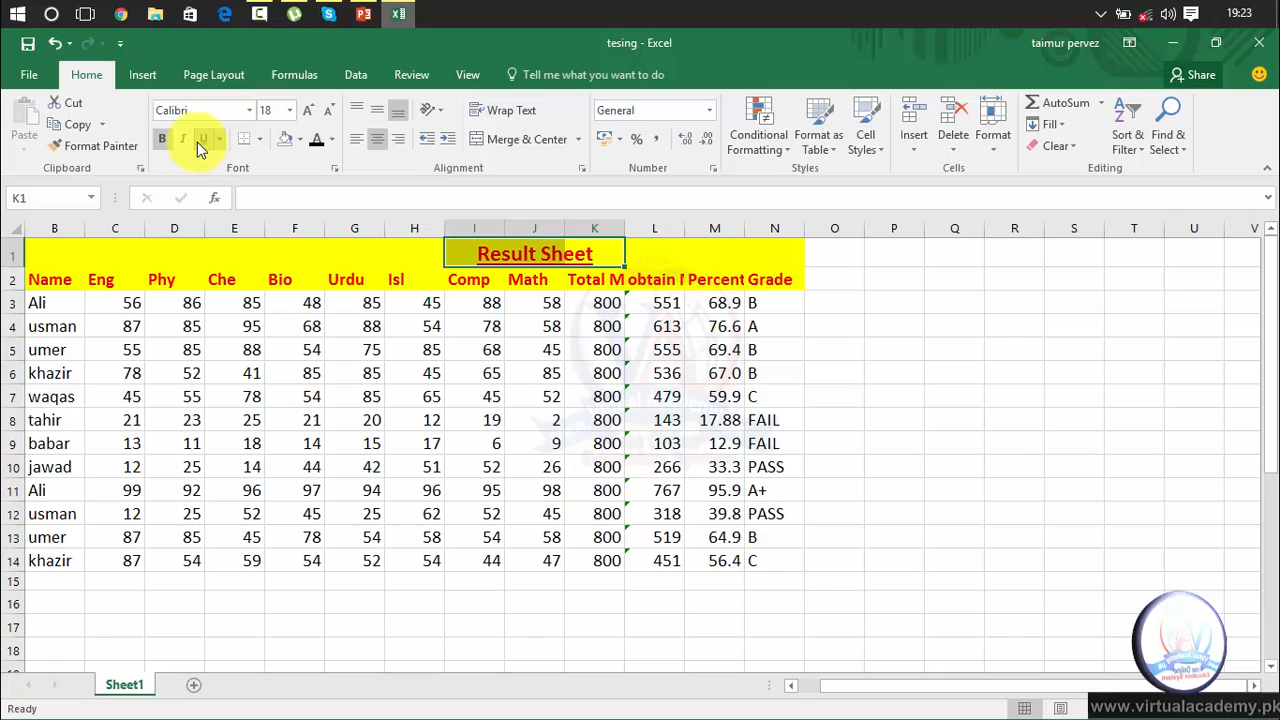 19:23
tesing - Excel
taimur pervez
File Home Insert Page Layout Formulas Data Review View Tell me what you want to do Share
Paste
Cut
Copy
Format Painter
Clipboard
Calibri 18
B I U
Font
Wrap Text
Merge & Center
Alignment
General
%
Number
Conditional Formatting
Format as Table
Cell Styles
Styles
Insert Delete Format
Cells
AutoSum
Fill
Clear
Sort & Filter
Find & Select
Editing
K1 fx
B C D E F G H I J K L M N O P Q R S T U V
1 Result Sheet
2 Name Eng Phy Che Bio Urdu Isl Comp Math Total M obtain M Percent Grade
3 Ali 56 86 85 48 85 45 88 58 800 551 68.9 B
4 usman 87 85 95 68 88 54 78 58 800 613 76.6 A
5 umer 55 85 88 54 75 85 68 45 800 555 69.4 B
6 khazir 78 52 41 85 85 45 65 85 800 536 67.0 B
7 waqas 45 55 78 54 85 65 45 52 800 479 59.9 C
8 tahir 21 23 25 21 20 12 19 2 800 143 17.88 FAIL
9 babar 13 11 18 14 15 17 6 9 800 103 12.9 FAIL
10 jawad 12 25 14 44 42 51 52 26 800 266 33.3 PASS
11 Ali 99 92 96 97 94 96 95 98 800 767 95.9 A+
12 usman 12 25 52 45 25 62 52 45 800 318 39.8 PASS
13 umer 87 85 45 78 54 58 54 58 800 519 64.9 B
14 khazir 87 54 59 54 52 54 44 47 800 451 56.4 C
15
16
17
18
Sheet1
Ready
www.virtualacademy.pk